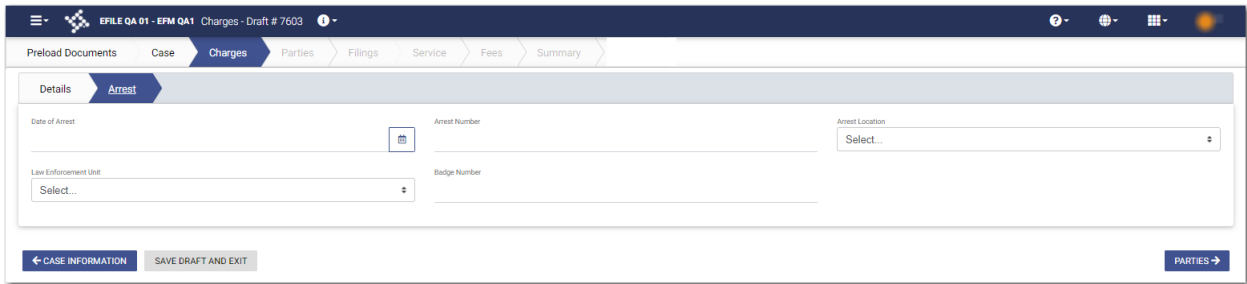 EFILE QA 01 - EFM QA1 Charges - Draft # 7603
Preload Documents Case Charges Parties Filings Service Fees Summary
Details Arrest
Date of Arrest Arrest Number Arrest Location
Select...
Law Enforcement Unit Badge Number
Select...
CASE INFORMATION SAVE DRAFT AND EXIT PARTIES